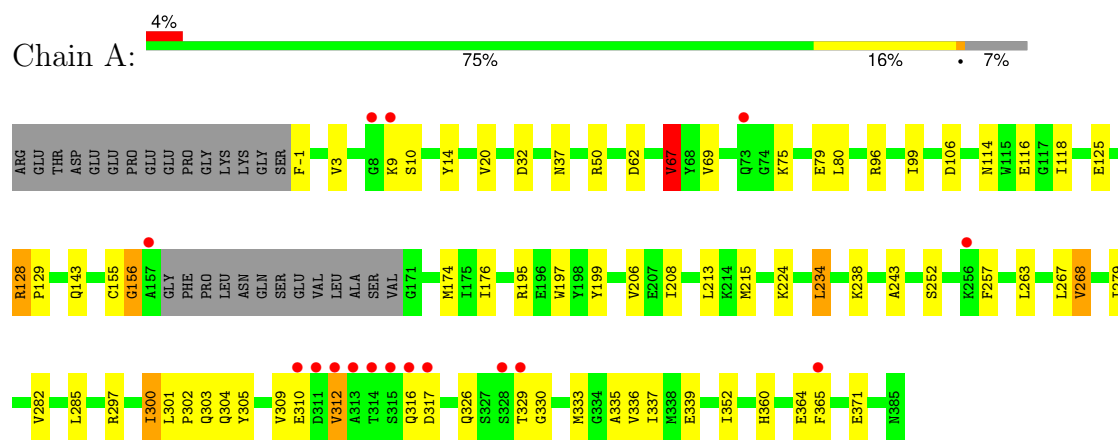 4%
Chain A:
75% 16% • 7%
ARG GLU THR ASP GLU GLU PRO GLU GLU PRO GLY LYS LYS GLY SER F-1 V3 G8 K9 S10 Y14 V20 D32 N37 R50 D62 V67 Y68 V69 Q73 G74 K75 E79 L80 R96 I99 D106 N114 W115 E116 G117 I118 E125
R128 P129 Q143 C155 G156 A157 GLY PHE PRO LEU ASN GLN SER GLU VAL LEU ALA SER VAL G171 M174 I175 I176 R195 E196 W197 Y198 Y199 V206 E207 I208 L213 K214 M215 K224 L234 K238 A243 S252 K256 F257 L263 L267 V268 I279
V282 L285 R297 I300 L301 P302 Q303 Q304 Y305 V309 E310 D311 V312 A313 T314 S315 Q316 D317 Q326 S327 S328 T329 G330 M333 G334 A335 V336 I337 M338 E339 I352 H360 E364 F365 E371 N385